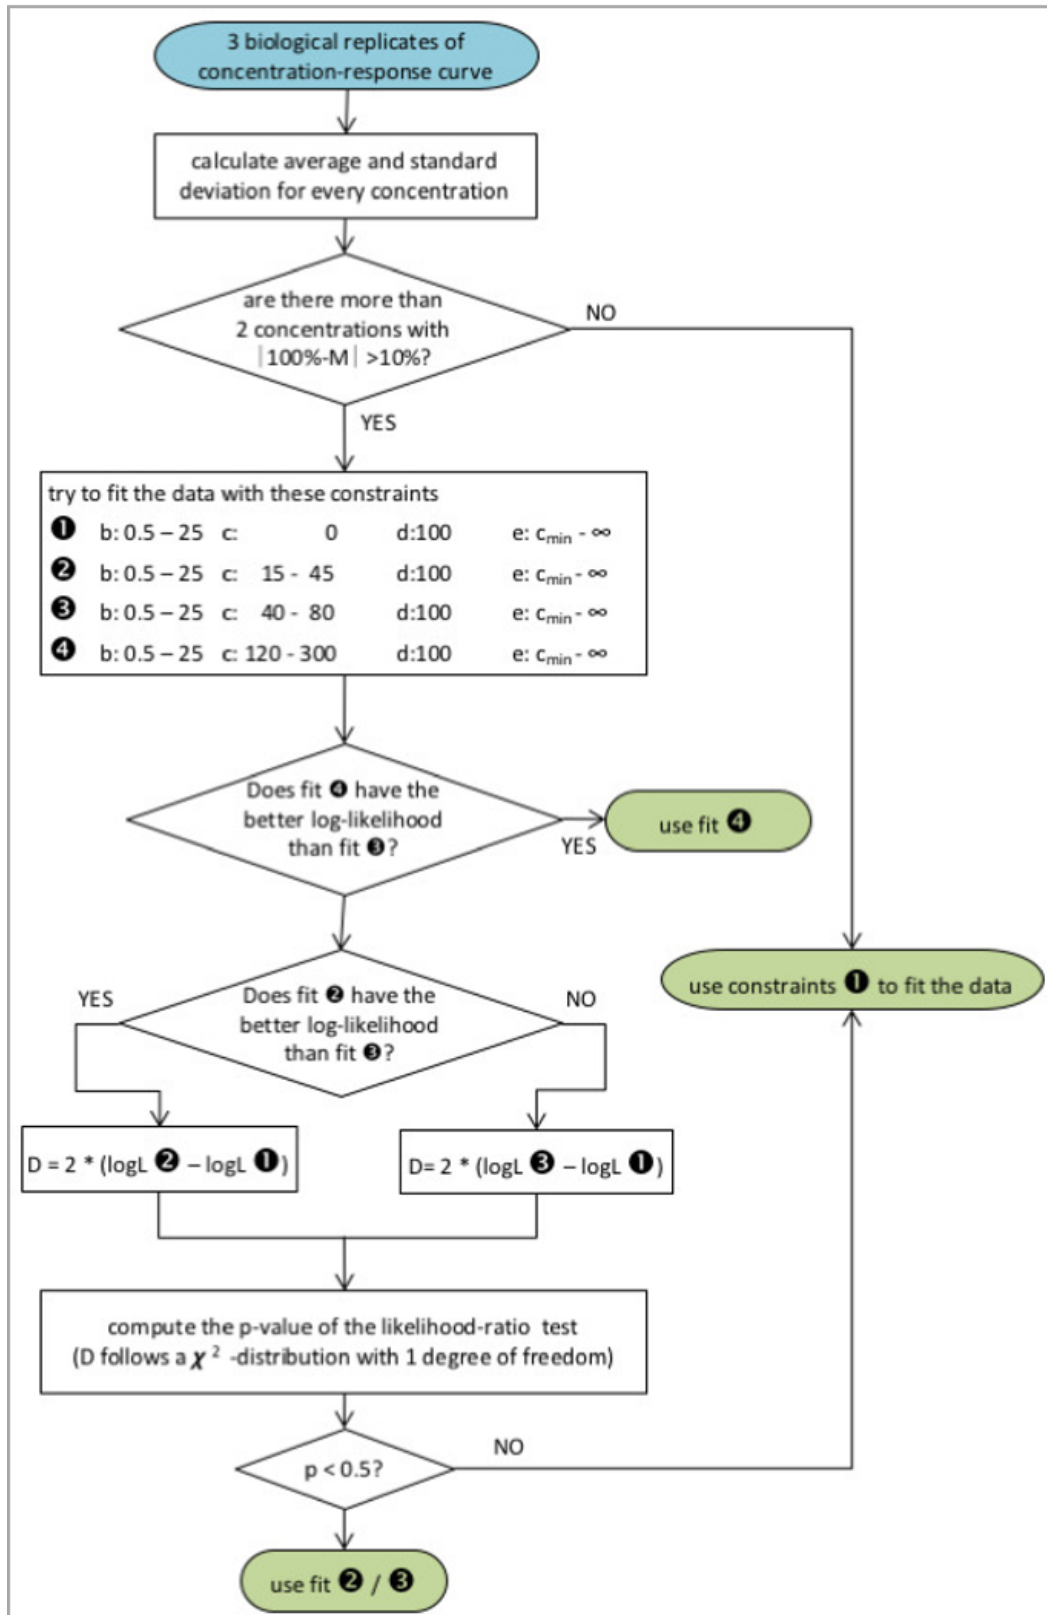 3 biological replicates of
concentration-response curve
calculate average and standard
deviation for every concentration
are there more than
2 concentrations with
|100%-M| >10%?
NO
YES
try to fit the data with these constraints
❶ b: 0.5 – 25 c: 0 d:100 e: cmin - ∞
❷ b: 0.5 – 25 c: 15 - 45 d:100 e: cmin - ∞
❸ b: 0.5 – 25 c: 40 - 80 d:100 e: cmin - ∞
❹ b: 0.5 – 25 c: 120 - 300 d:100 e: cmin - ∞
Does fit ❹ have the
better log-likelihood
than fit ❸?
YES
use fit ❹
use constraints ❶ to fit the data
YES
Does fit ❷ have the
better log-likelihood
than fit ❸?
NO
D = 2 * (logL ❷ – logL ❶)
D= 2 * (logL ❸ – logL ❶)
compute the p-value of the likelihood-ratio test
(D follows a χ² -distribution with 1 degree of freedom)
p < 0.5?
NO
use fit ❷ / ❸